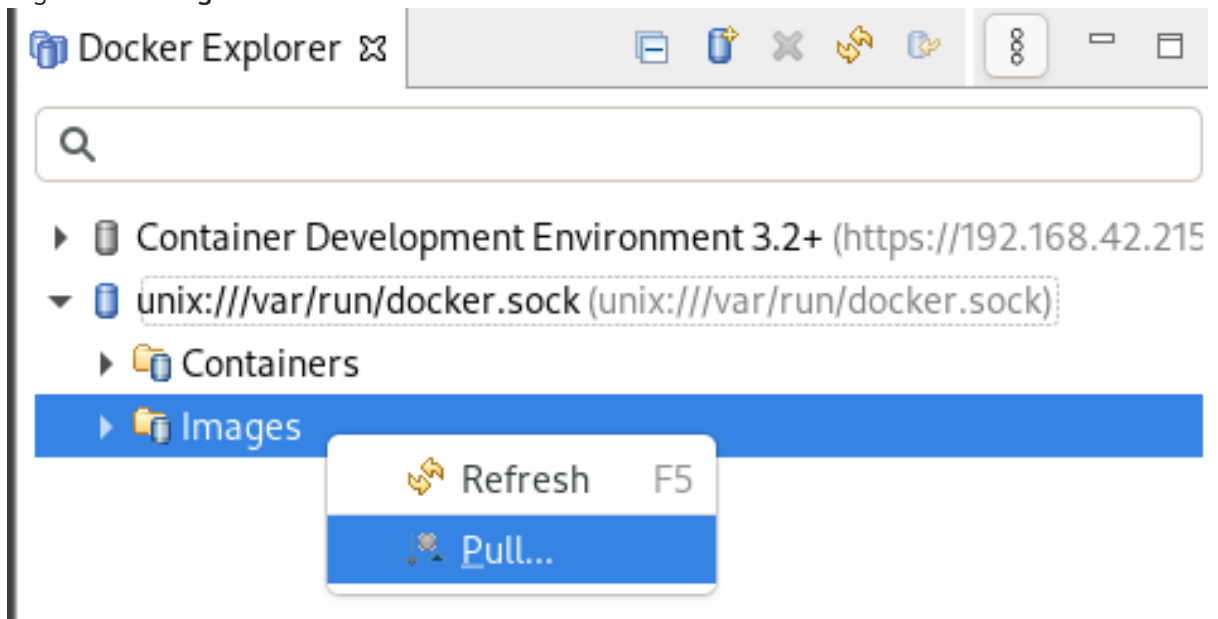 Docker Explorer
Container Development Environment 3.2+ (https://192.168.42.215
unix:///var/run/docker.sock (unix:///var/run/docker.sock)
Containers
Images
Refresh F5
Pull...